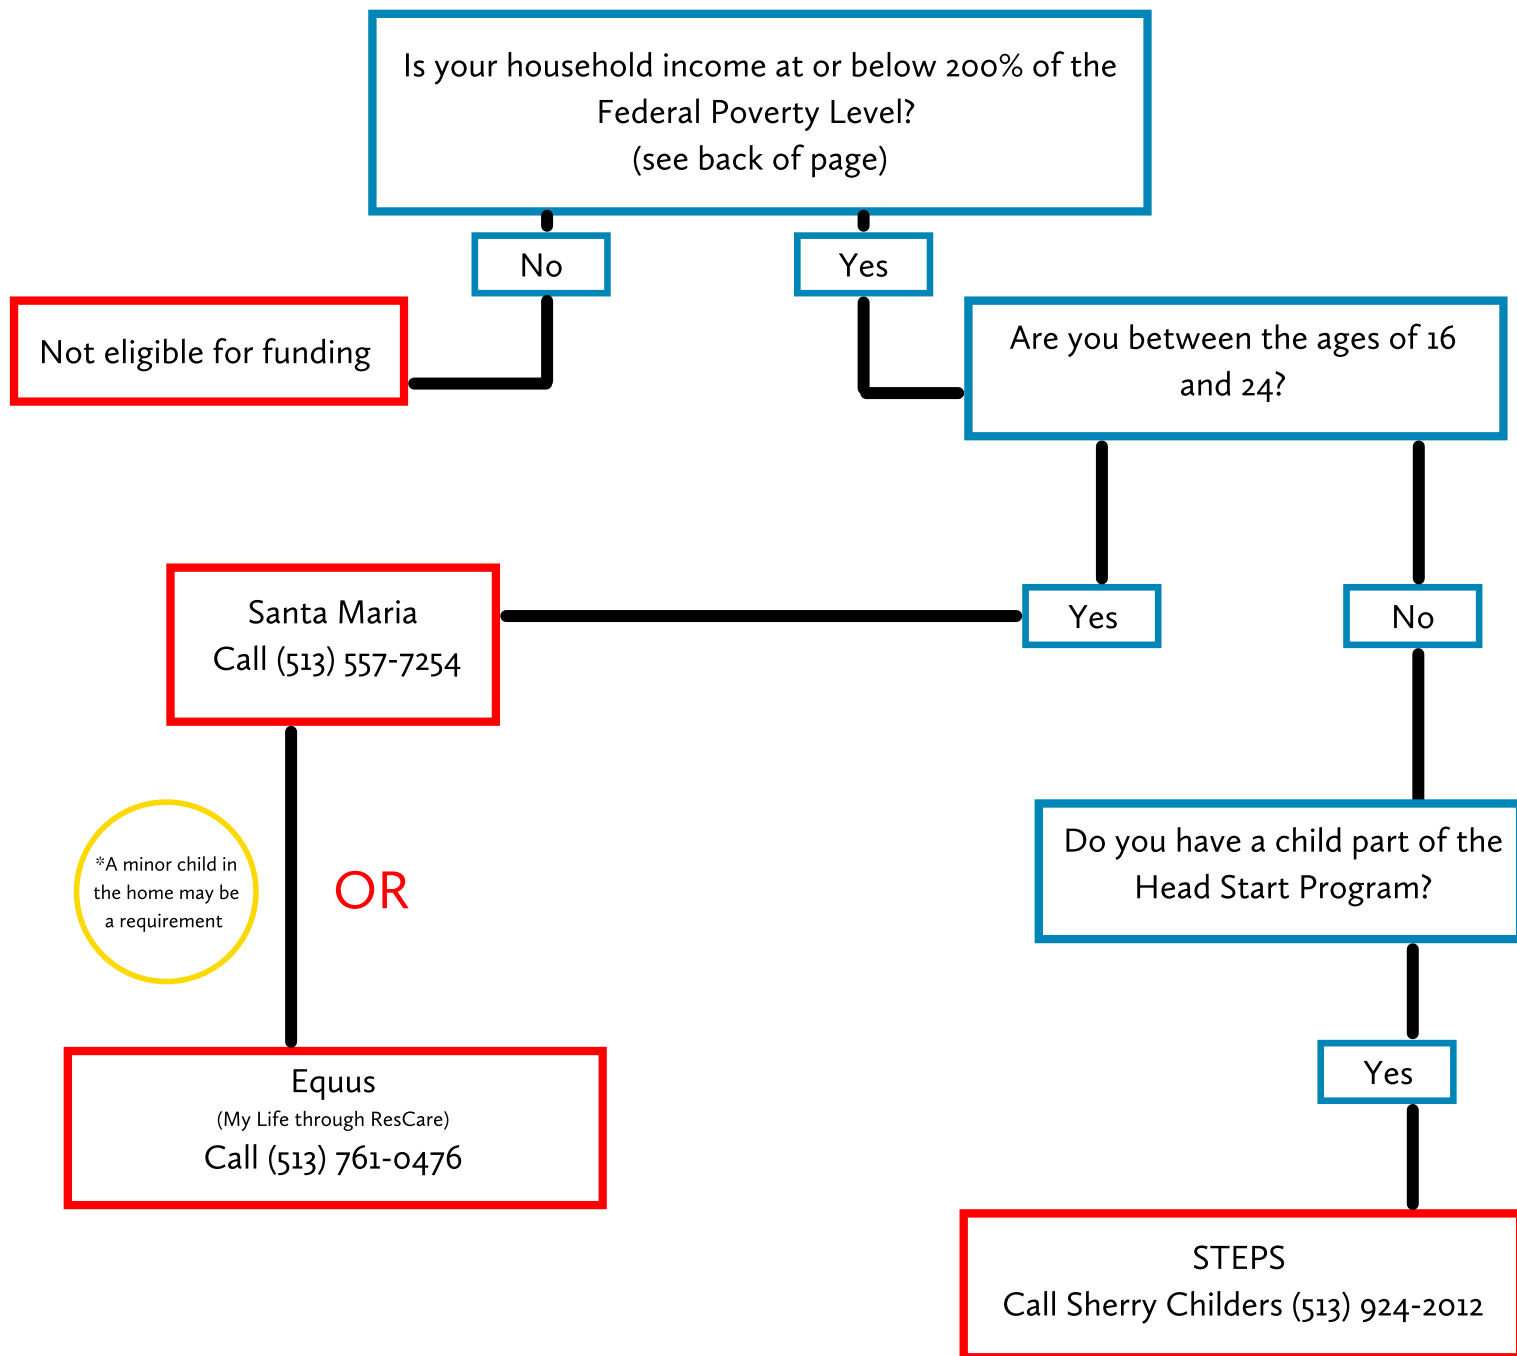 Is your household income at or below 200% of the
Federal Poverty Level?
(see back of page)
No
Yes
Not eligible for funding
Are you between the ages of 16
and 24?
Santa Maria
Call (513) 557-7254
Yes
No
*A minor child in
the home may be
a requirement
OR
Do you have a child part of the
Head Start Program?
Equus
(My Life through ResCare)
Call (513) 761-0476
Yes
STEPS
Call Sherry Childers (513) 924-2012